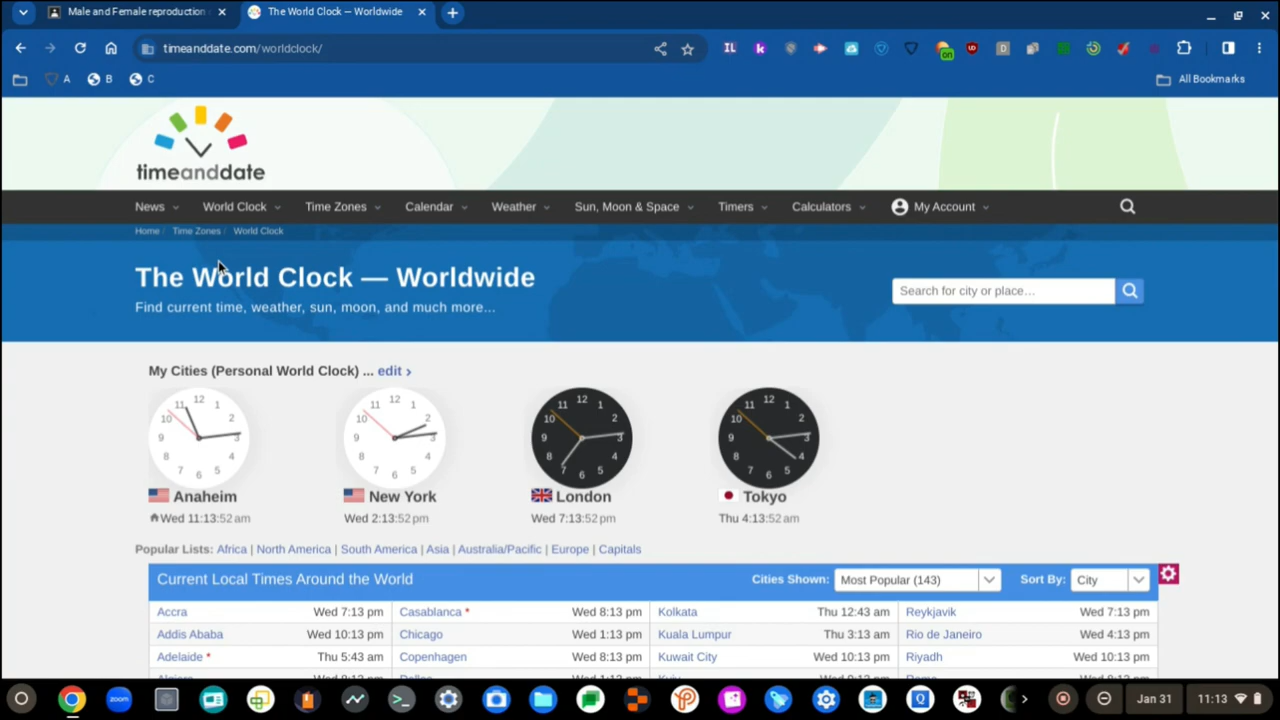 Male and Female reproduction
The World Clock — Worldwide
timeanddate.com/worldclock/
IL
k
UD
D
on
A
B
C
All Bookmarks
timeanddate
News
World Clock
Time Zones
Calendar
Weather
Sun, Moon & Space
Timers
Calculators
My Account
Home / Time Zones / World Clock
The World Clock — Worldwide
Find current time, weather, sun, moon, and much more...
Search for city or place...
My Cities (Personal World Clock) ... edit ›
Anaheim
Wed 11:13:52 am
New York
Wed 2:13:52 pm
London
Wed 7:13:52 pm
Tokyo
Thu 4:13:52 am
Popular Lists: Africa | North America | South America | Asia | Australia/Pacific | Europe | Capitals
Current Local Times Around the World
Cities Shown: Most Popular (143)
Sort By: City
Accra Wed 7:13 pm Casablanca * Wed 8:13 pm Kolkata Thu 12:43 am Reykjavik Wed 7:13 pm
Addis Ababa Wed 10:13 pm Chicago Wed 1:13 pm Kuala Lumpur Thu 3:13 am Rio de Janeiro Wed 4:13 pm
Adelaide * Thu 5:43 am Copenhagen Wed 8:13 pm Kuwait City Wed 10:13 pm Riyadh Wed 10:13 pm
zoom
Jan 31
11:13